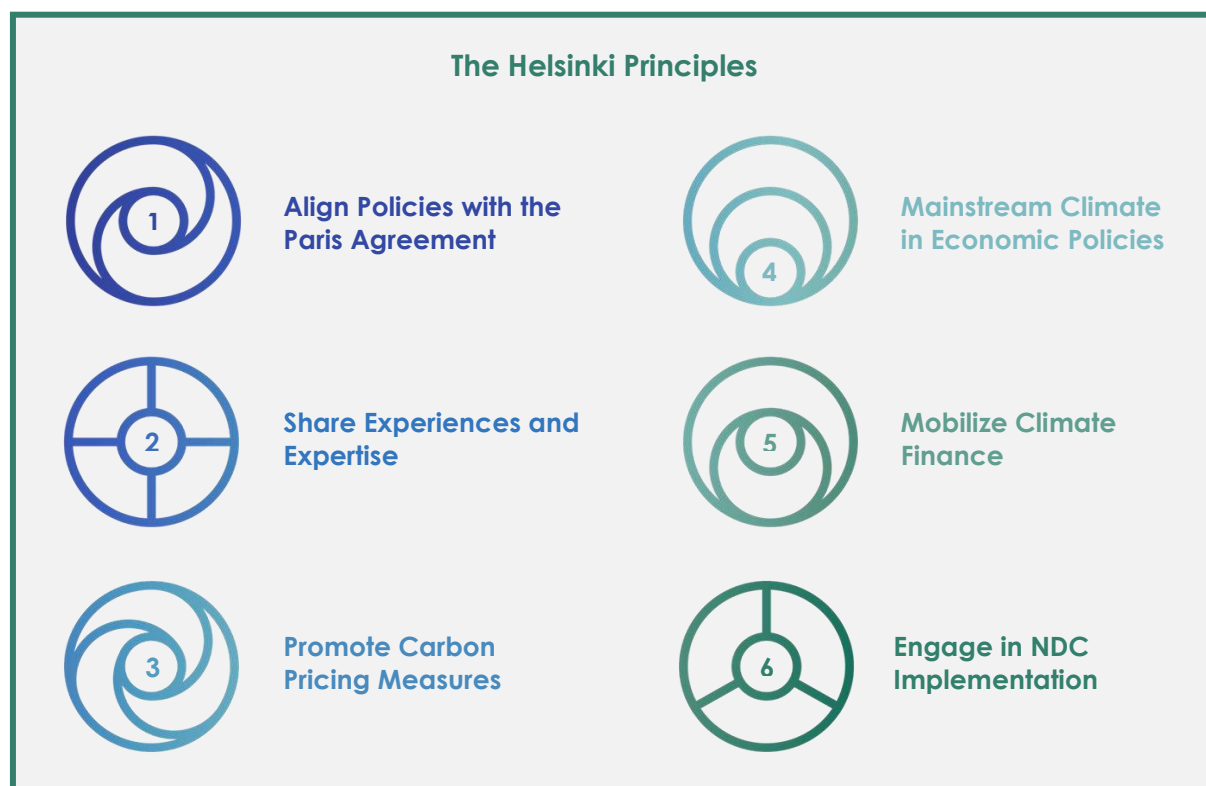 The Helsinki Principles
1
Align Policies with the
Paris Agreement
2
Share Experiences and
Expertise
3
Promote Carbon
Pricing Measures
4
Mainstream Climate
in Economic Policies
5
Mobilize Climate
Finance
6
Engage in NDC
Implementation